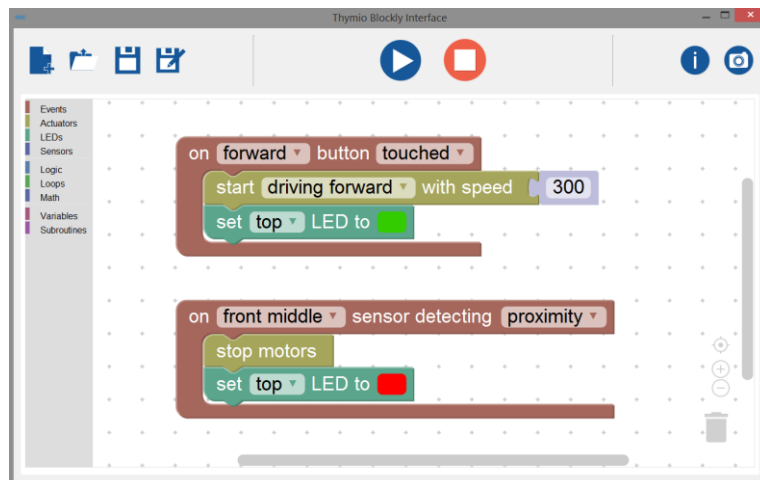 Thymio Blockly Interface
Events
Actuators
LEDs
Sensors
Logic
Loops
Math
Variables
Subroutines
on forward button touched
start driving forward with speed 300
set top LED to
on front middle sensor detecting proximity
stop motors
set top LED to